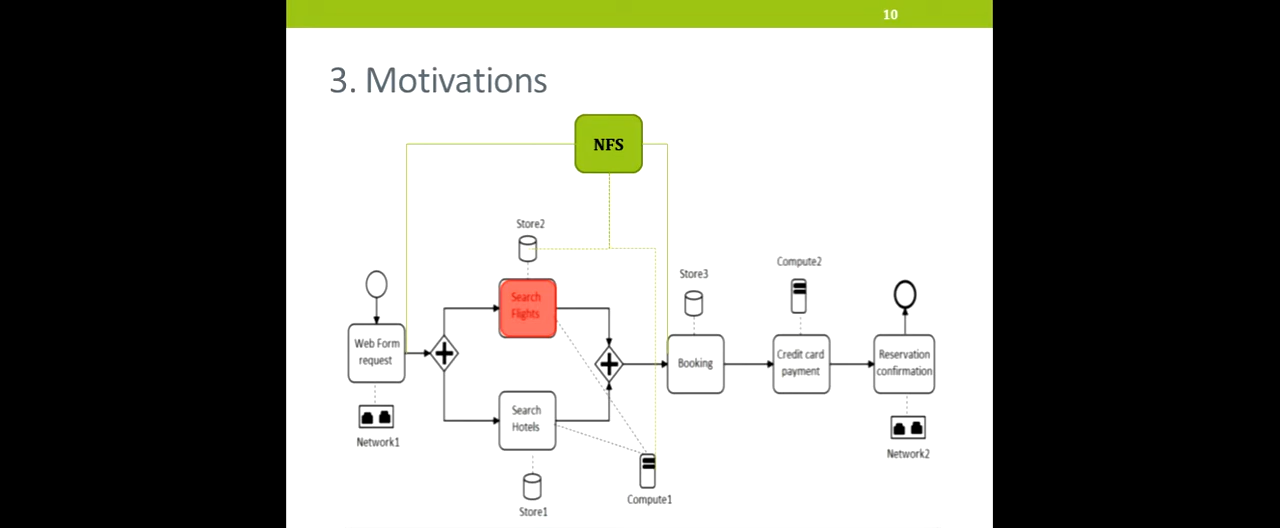 10
3. Motivations
NFS
Store2
Search
Flights
Store3
Compute2
Web Form
request
Booking
Credit card
payment
Reservation
confirmation
Search
Hotels
Network1
Network2
Store1
Compute1